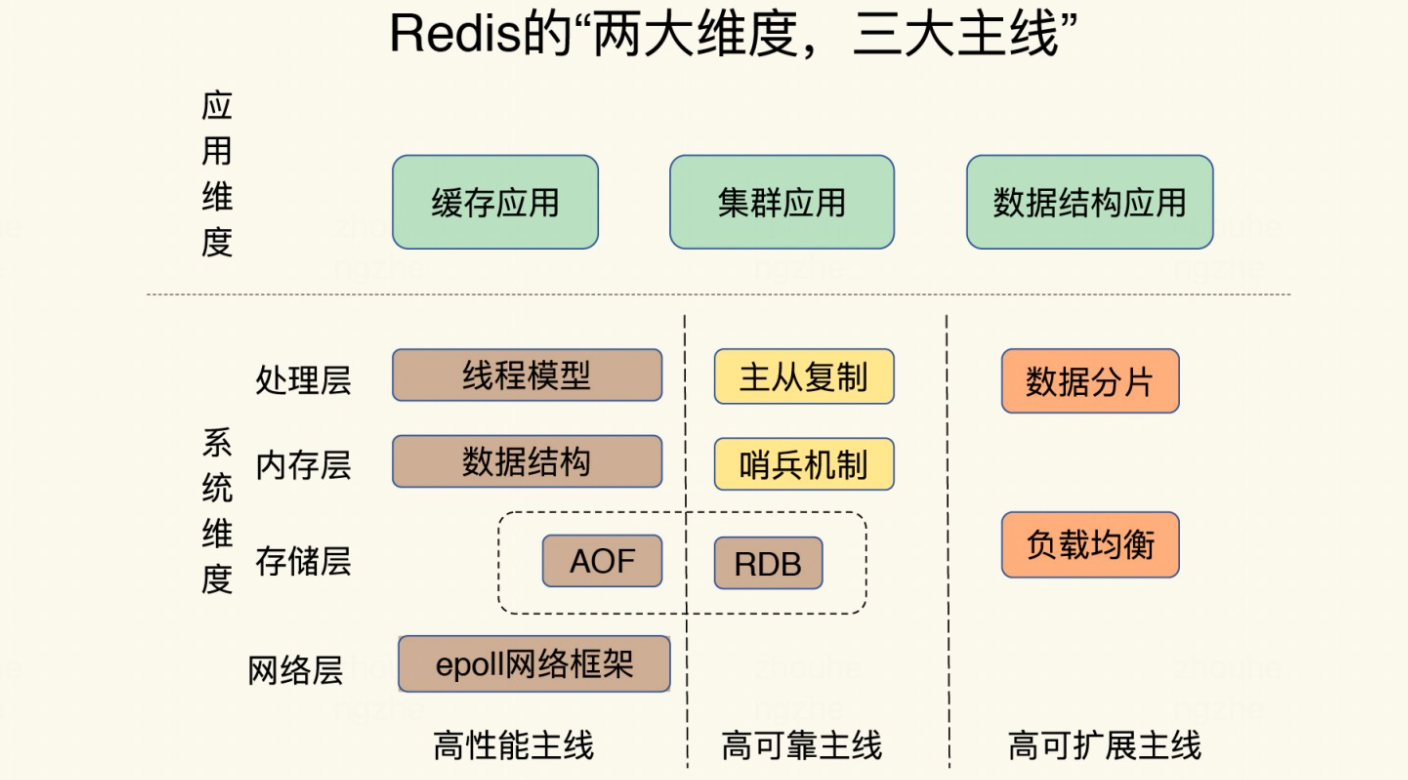 Redis的“两大维度，三大主线”
应用维度
缓存应用
集群应用
数据结构应用
系统维度
处理层
线程模型
主从复制
数据分片
内存层
数据结构
哨兵机制
存储层
AOF
RDB
负载均衡
网络层
epoll网络框架
高性能主线
高可靠主线
高可扩展主线
zhouhe
ngzhe